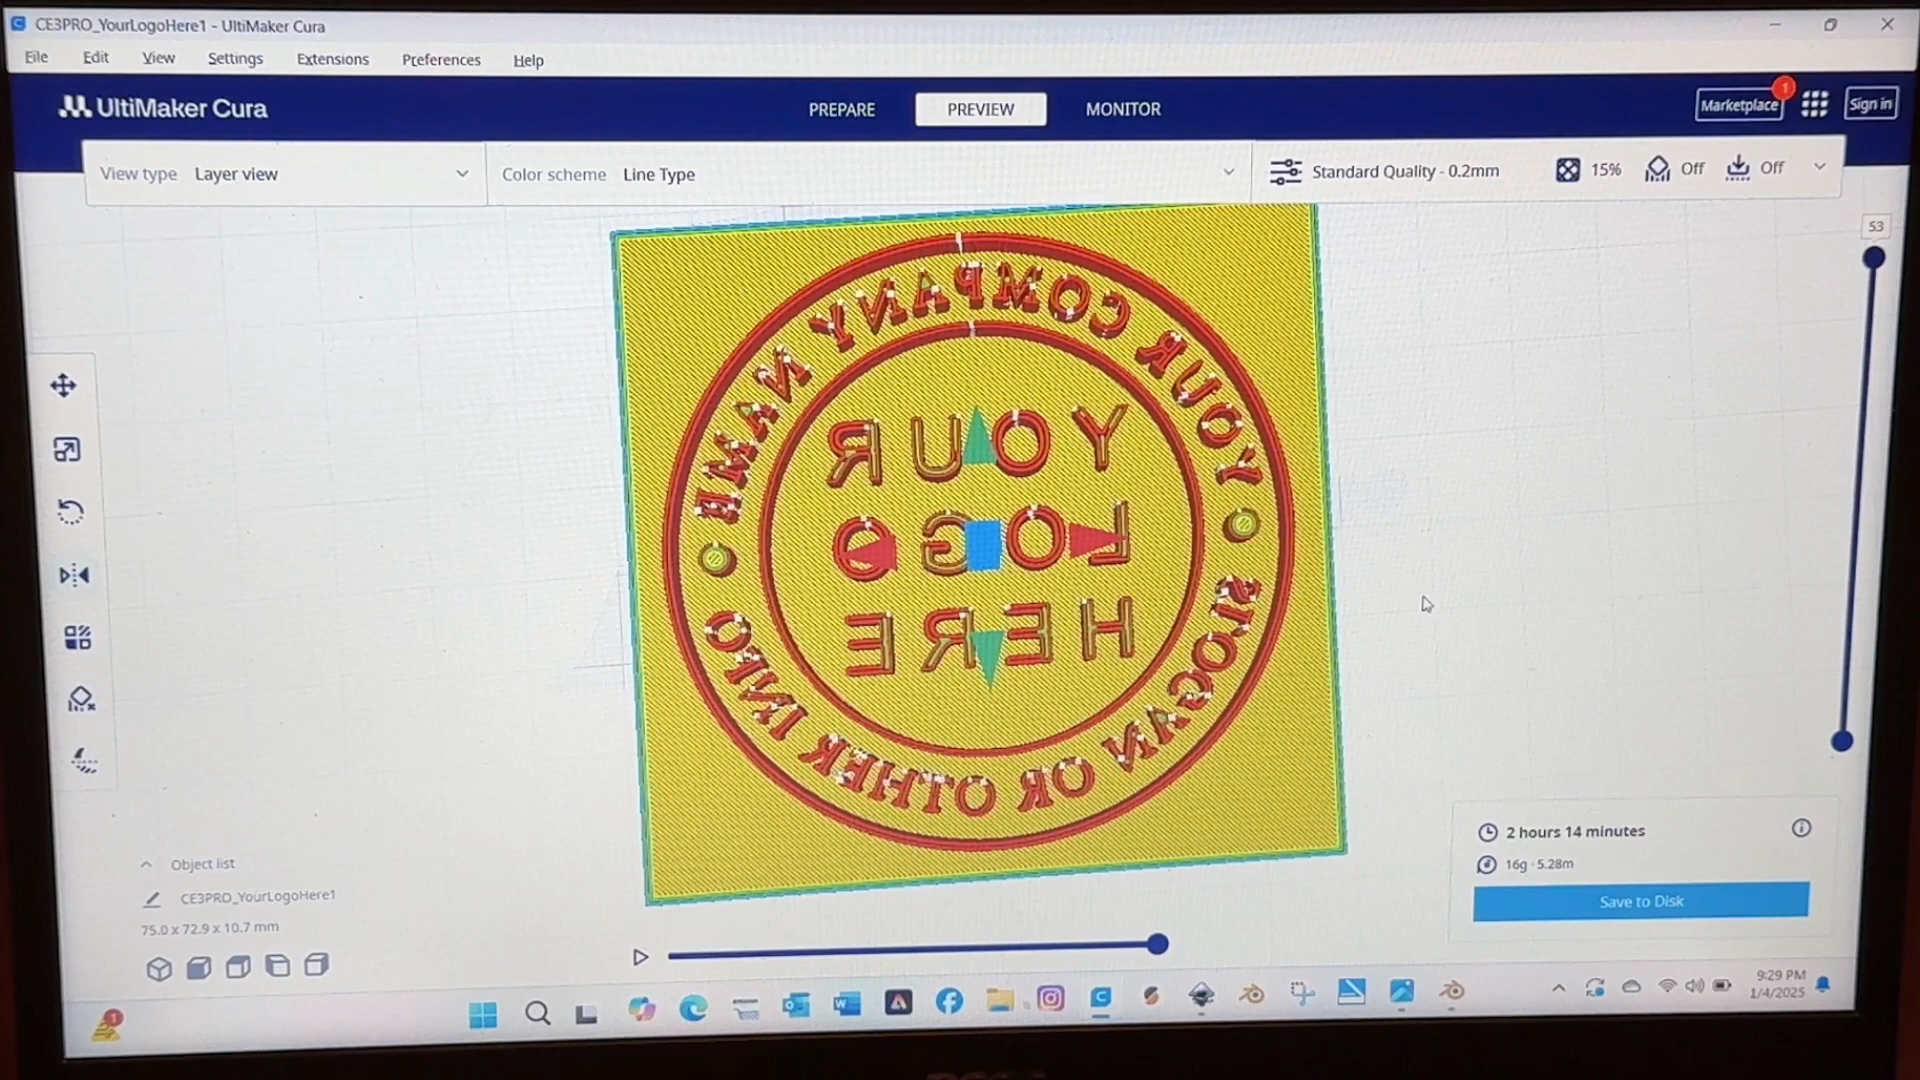 CE3PRO_YourLogoHere1 - UltiMaker Cura
File Edit View Settings Extensions Preferences Help
UltiMaker Cura
PREPARE PREVIEW MONITOR
Marketplace 1
Sign in
View type Layer view
Color scheme Line Type
Standard Quality - 0.2mm
15%
Off
Off
53
YOUR COMPANY NAME
YOUR
LOGO
HERE
SLOGAN OR OTHER INFO
Object list
CE3PRO_YourLogoHere1
75.0 x 72.9 x 10.7 mm
2 hours 14 minutes
16g · 5.28m
Save to Disk
1
9:29 PM
1/4/2025